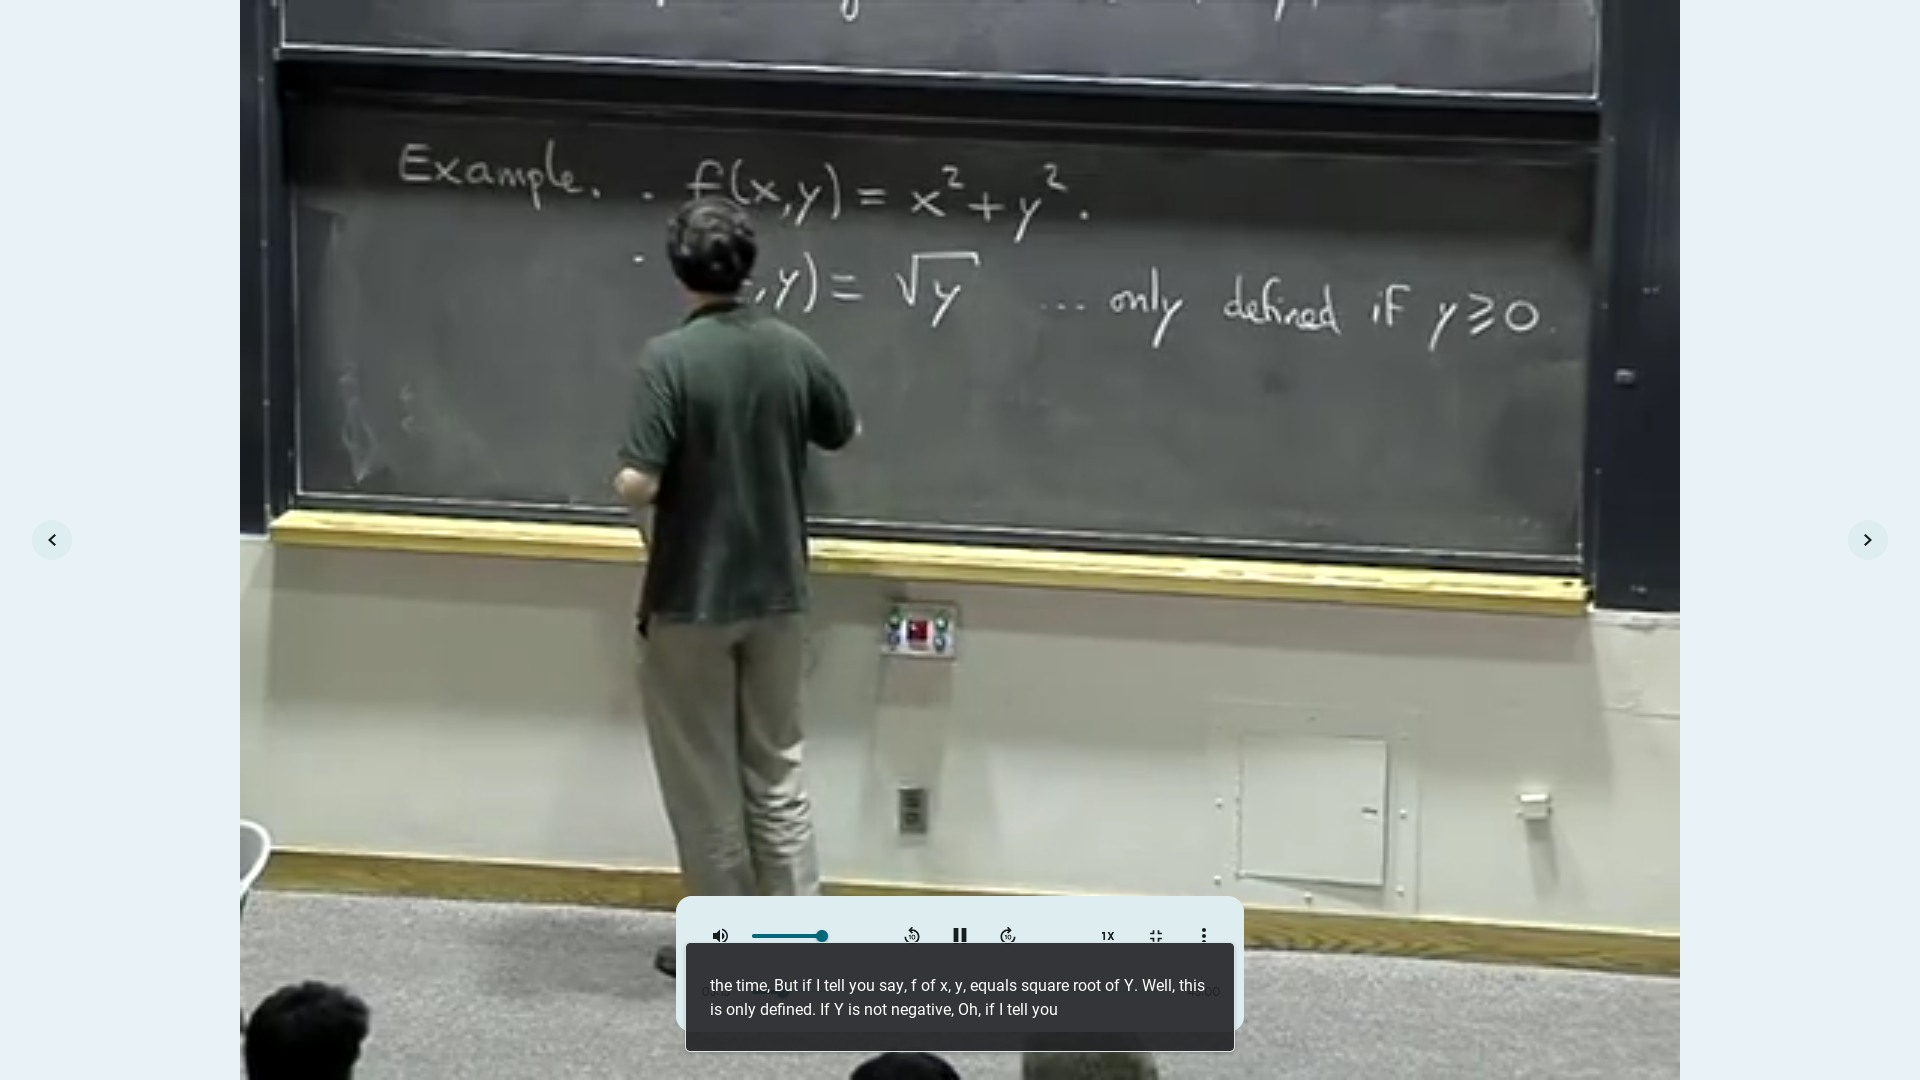 Example. . f(x,y) = x² + y².
. ,y) = √y ... only defined if y ⩾ 0.
1X
the time, But if I tell you say, f of x, y, equals square root of Y. Well, this
is only defined. If Y is not negative, Oh, if I tell you